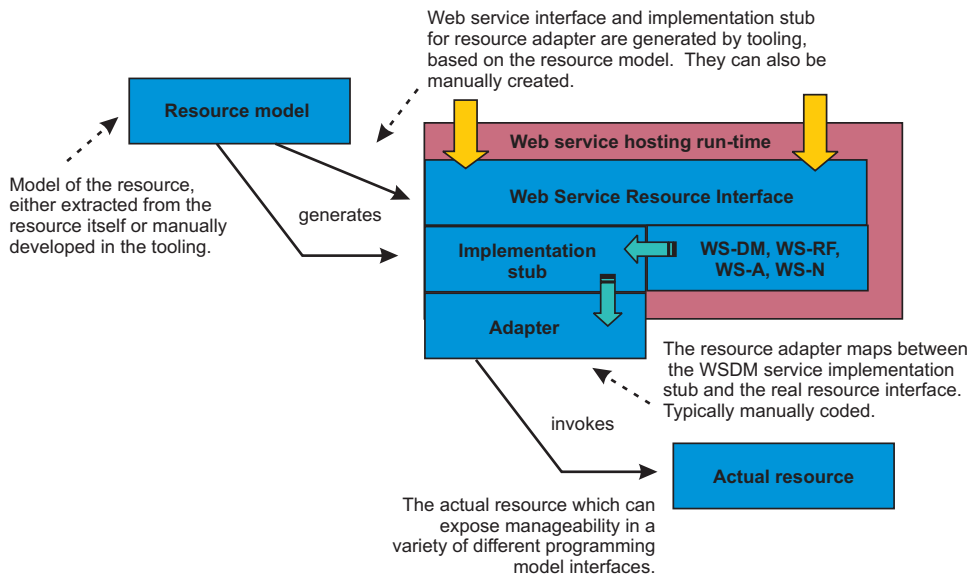 Web service interface and implementation stub
for resource adapter are generated by tooling,
based on the resource model. They can also be
manually created.
Resource model
Web service hosting run-time
Model of the resource,
either extracted from the
resource itself or manually
developed in the tooling.
generates
Web Service Resource Interface
Implementation
stub
WS-DM, WS-RF,
WS-A, WS-N
Adapter
The resource adapter maps between
the WSDM service implementation
stub and the real resource interface.
Typically manually coded.
invokes
Actual resource
The actual resource which can
expose manageability in a
variety of different programming
model interfaces.